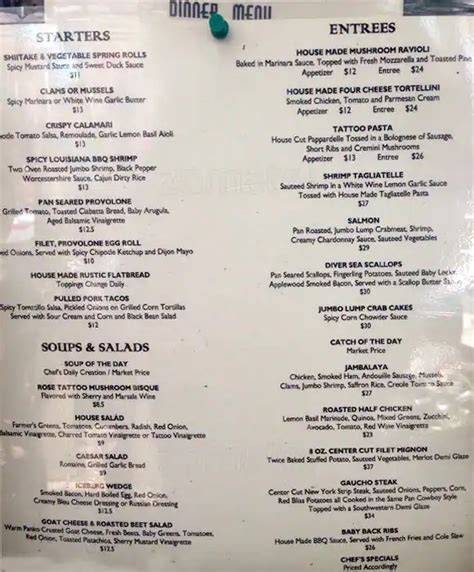 DINNER MENU
STARTERS
SHIITAKE & VEGETABLE SPRING ROLLS
Spicy Mustard Sauce and Sweet Duck Sauce
$11
CLAMS OR MUSSELS
Spicy Marinara or White Wine Garlic Butter
$13
CRISPY CALAMARI
Tomato Salsa, Remoulade, Garlic Lemon Basil Aioli
$13
SPICY LOUISIANA BBQ SHRIMP
Two Oven Roasted Jumbo Shrimp, Black Pepper
Worcestershire Sauce, Cajun Dirty Rice
$13
PAN SEARED PROVOLONE
Grilled Tomato, Toasted Ciabatta Bread, Baby Arugula,
Aged Balsamic Vinaigrette
$12.5
FILET, PROVOLONE EGG ROLL
Onions, Served with Spicy Chipotle Ketchup and Dijon Mayo
$10
HOUSE MADE RUSTIC FLATBREAD
Toppings Change Daily
PULLED PORK TACOS
Spicy Tomatillo Salsa, Pickled Onions on Grilled Corn Tortillas
Served with Sour Cream and Corn and Black Bean Salad
$12
SOUPS & SALADS
SOUP OF THE DAY
Chef's Daily Creation / Market Price
ROSE TATTOO MUSHROOM BISQUE
Flavored with Sherry and Marsala Wine
$8.5
HOUSE SALAD
Farmer's Greens, Tomatoes, Cucumbers, Radish, Red Onion,
Balsamic Vinaigrette, Charred Tomato Vinaigrette or Tattoo Vinaigrette
$9
CAESAR SALAD
Romaine, Grilled Garlic Bread
$9
ICEBERG WEDGE
Smoked Bacon, Hard Boiled Egg, Red Onion,
Creamy Bleu Cheese Dressing or Russian Dressing
$12.5
GOAT CHEESE & ROASTED BEET SALAD
Warm Panko Crusted Goat Cheese, Fresh Beets, Baby Greens, Tomatoes,
Red Onion, Toasted Pistachios, Sherry Mustard Vinaigrette
$12.5
ENTREES
HOUSE MADE MUSHROOM RAVIOLI
Baked in Marinara Sauce, Topped with Fresh Mozzarella and Toasted
Appetizer $12 Entree $24
HOUSE MADE FOUR CHEESE TORTELLINI
Smoked Chicken, Tomato and Parmesan Cream
Appetizer $12 Entree $24
TATTOO PASTA
House Cut Pappardelle Tossed in a Bolognese of Sausage,
Short Ribs and Cremini Mushrooms
Appetizer $13 Entree $26
SHRIMP TAGLIATELLE
Sauteed Shrimp in a White Wine Lemon Garlic Sauce
Tossed with House Made Tagliatelle Pasta
$27
SALMON
Pan Roasted, Jumbo Lump Crabmeat, Shrimp,
Creamy Chardonnay Sauce, Sauteed Vegetables
$29
DIVER SEA SCALLOPS
Pan Seared Scallops, Fingerling Potatoes, Sauteed Baby
Applewood Smoked Bacon, Served with a Scallop Butter
$31
JUMBO LUMP CRAB CAKES
Spicy Corn Chowder Sauce
$30
CATCH OF THE DAY
Market Price
JAMBALAYA
Chicken, Smoked Ham, Andouille Sausage, Mussels,
Clams, Jumbo Shrimp, Saffron Rice, Creole Tomato Sauce
$27
ROASTED HALF CHICKEN
Lemon Basil Marinade, Quinoa, Mixed Greens, Zucchini,
Avocado, Tomato, Red Wine Vinaigrette
$27
8 OZ. CENTER CUT FILET MIGNON
Twice Baked Stuffed Potato, Sauteed Vegetables, Merlot Demi Glaze
$37
GAUCHO STEAK
Center Cut New York Strip Steak, Sauteed Onions, Peppers, Corn,
Red Bliss Potatoes all Cooked in the Same Pan Cowboy Style
Topped with a Southwestern Demi Glaze
$34
BABY BACK RIBS
House Made BBQ Sauce, Served with French Fries and Cole Slaw
$26
CHEF'S SPECIALS
Priced Accordingly